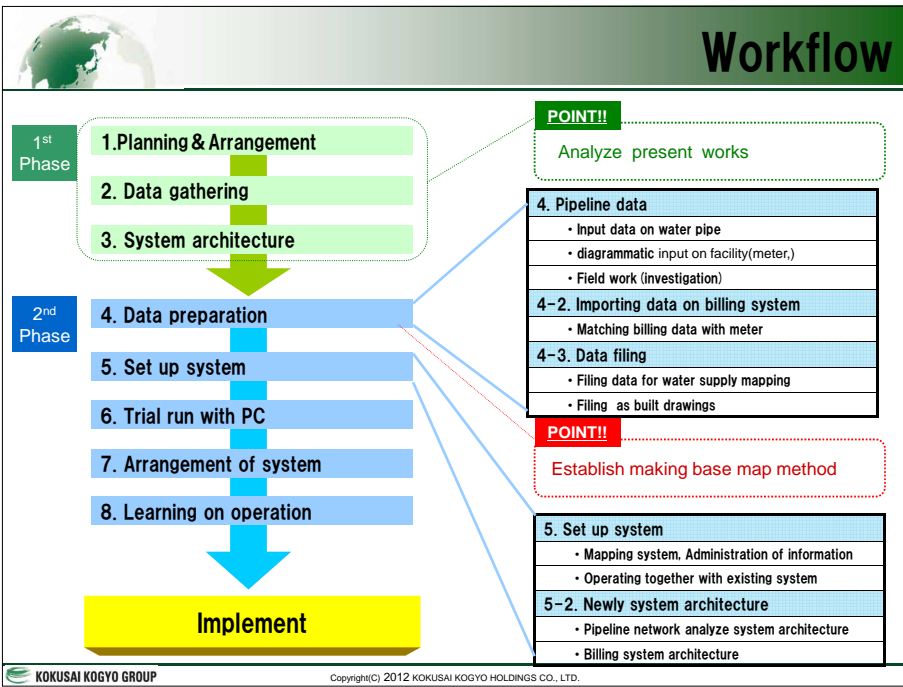 Workflow
1st
Phase
1.Planning & Arrangement
2. Data gathering
3. System architecture
POINT!!
Analyze present works
2nd
Phase
4. Data preparation
5. Set up system
6. Trial run with PC
7. Arrangement of system
8. Learning on operation
Implement
4. Pipeline data
・Input data on water pipe
・diagrammatic input on facility(meter,)
・Field work (investigation)
4-2. Importing data on billing system
・Matching billing data with meter
4-3. Data filing
・Filing data for water supply mapping
・Filing as built drawings
POINT!!
Establish making base map method
5. Set up system
・Mapping system, Administration of information
・Operating together with existing system
5-2. Newly system architecture
・Pipeline network analyze system architecture
・Billing system architecture
KOKUSAI KOGYO GROUP
Copyright(C) 2012 KOKUSAI KOGYO HOLDINGS CO., LTD.